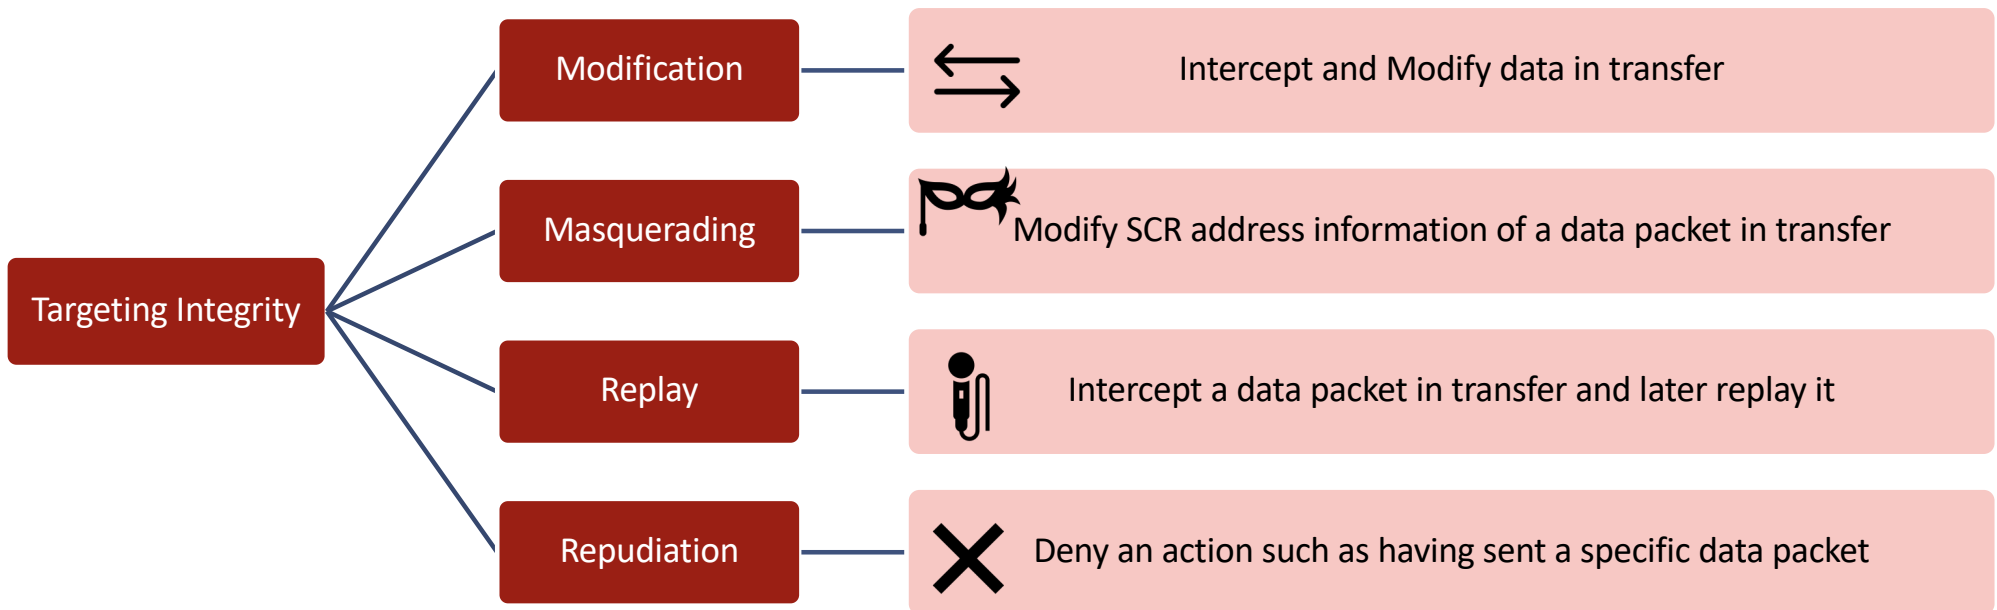 Modification
Intercept and Modify data in transfer
Masquerading
Modify SCR address information of a data packet in transfer
Targeting Integrity
Replay
Intercept a data packet in transfer and later replay it
Repudiation
Deny an action such as having sent a specific data packet